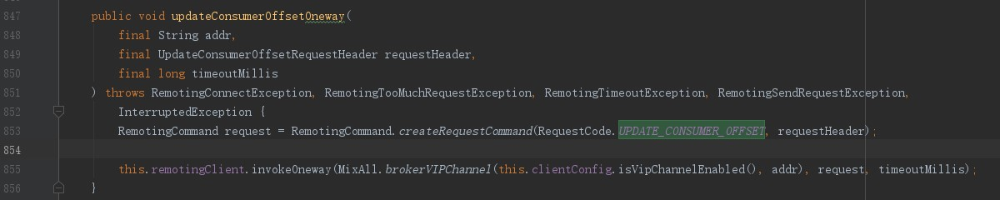 847 public void updateConsumerOffsetOneway(
848 final String addr,
849 final UpdateConsumerOffsetRequestHeader requestHeader,
850 final long timeoutMillis
851 ) throws RemotingConnectException, RemotingTooMuchRequestException, RemotingTimeoutException, RemotingSendRequestException,
852 InterruptedException {
853 RemotingCommand request = RemotingCommand.createRequestCommand(RequestCode.UPDATE_CONSUMER_OFFSET, requestHeader);
854
855 this.remotingClient.invokeOneway(MixAll.brokerVIPChannel(this.clientConfig.isVipChannelEnabled(), addr), request, timeoutMillis);
856 }